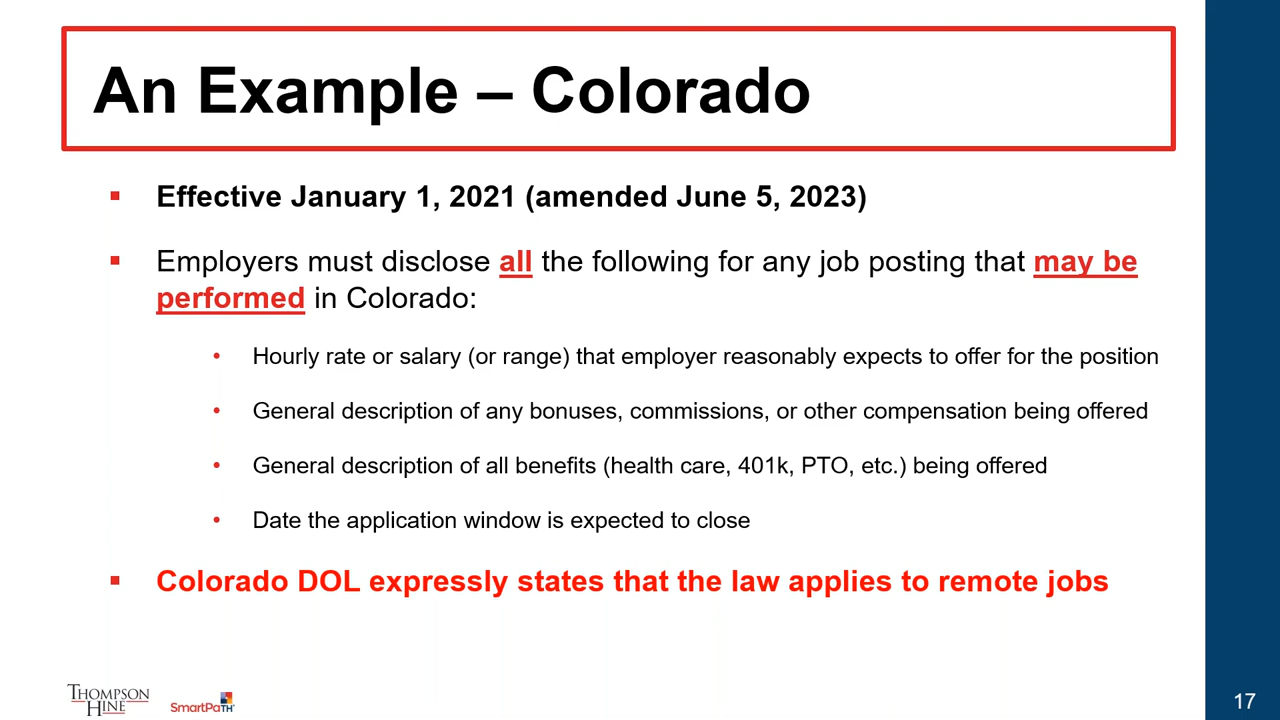 An Example – Colorado
▪ Effective January 1, 2021 (amended June 5, 2023)
▪ Employers must disclose all the following for any job posting that may be
performed in Colorado:
• Hourly rate or salary (or range) that employer reasonably expects to offer for the position
• General description of any bonuses, commissions, or other compensation being offered
• General description of all benefits (health care, 401k, PTO, etc.) being offered
• Date the application window is expected to close
▪ Colorado DOL expressly states that the law applies to remote jobs
THOMPSON
HINE
SmartPaTH
17